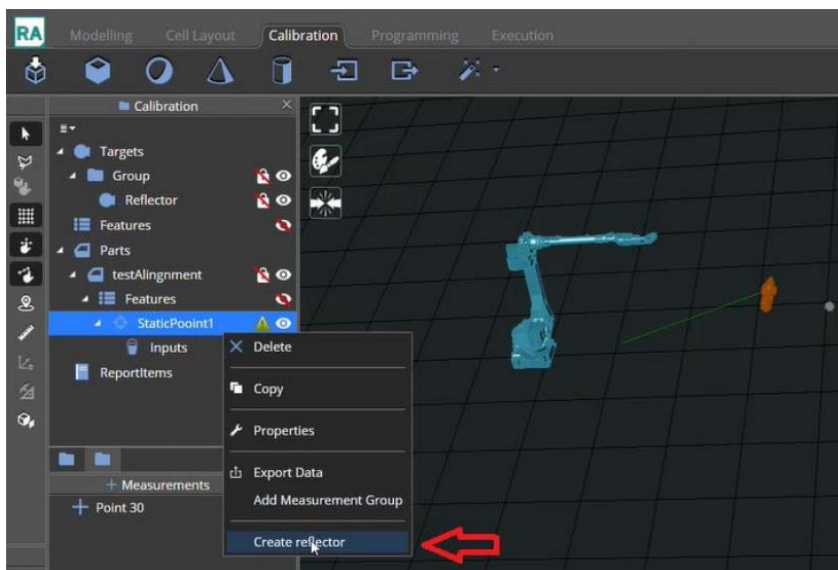 RA
Modelling Cell Layout Calibration Programming Execution
Calibration
Targets
Group
Reflector
Features
Parts
testAlingnment
Features
StaticPooint1
Inputs
ReportItems
Delete
Copy
Properties
Export Data
Add Measurement Group
Create reflector
Measurements
Point 30